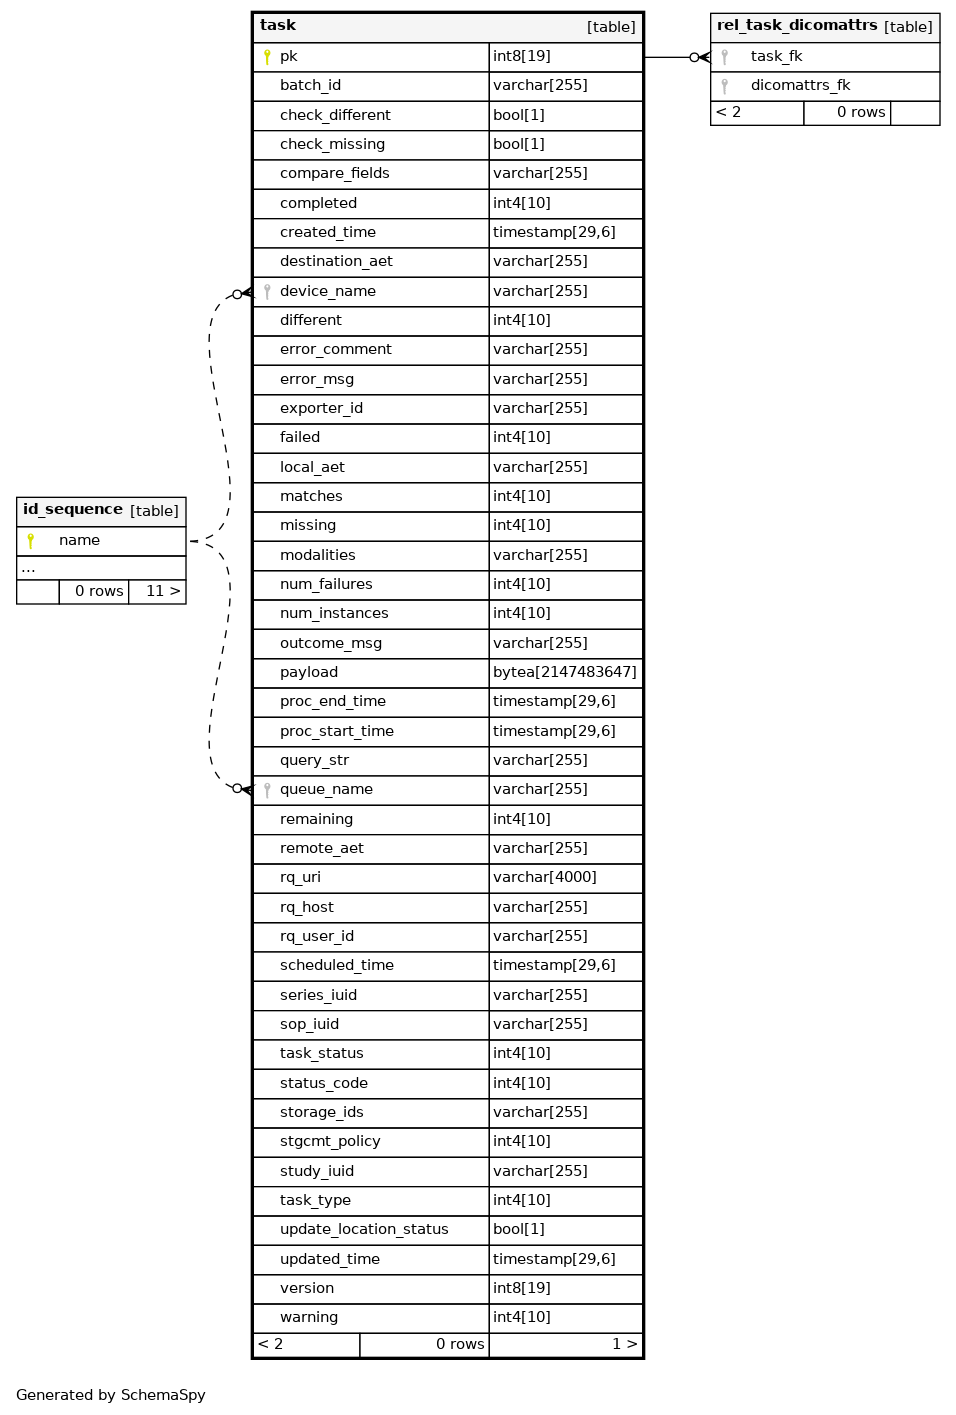 task [table]
pk int8[19]
batch_id varchar[255]
check_different bool[1]
check_missing bool[1]
compare_fields varchar[255]
completed int4[10]
created_time timestamp[29,6]
destination_aet varchar[255]
device_name varchar[255]
different int4[10]
error_comment varchar[255]
error_msg varchar[255]
exporter_id varchar[255]
failed int4[10]
local_aet varchar[255]
matches int4[10]
missing int4[10]
modalities varchar[255]
num_failures int4[10]
num_instances int4[10]
outcome_msg varchar[255]
payload bytea[2147483647]
proc_end_time timestamp[29,6]
proc_start_time timestamp[29,6]
query_str varchar[255]
queue_name varchar[255]
remaining int4[10]
remote_aet varchar[255]
rq_uri varchar[4000]
rq_host varchar[255]
rq_user_id varchar[255]
scheduled_time timestamp[29,6]
series_iuid varchar[255]
sop_iuid varchar[255]
task_status int4[10]
status_code int4[10]
storage_ids varchar[255]
stgcmt_policy int4[10]
study_iuid varchar[255]
task_type int4[10]
update_location_status bool[1]
updated_time timestamp[29,6]
version int8[19]
warning int4[10]
< 2 0 rows 1 >
rel_task_dicomattrs [table]
task_fk
dicomattrs_fk
< 2 0 rows
id_sequence [table]
name
...
0 rows 11 >
Generated by SchemaSpy